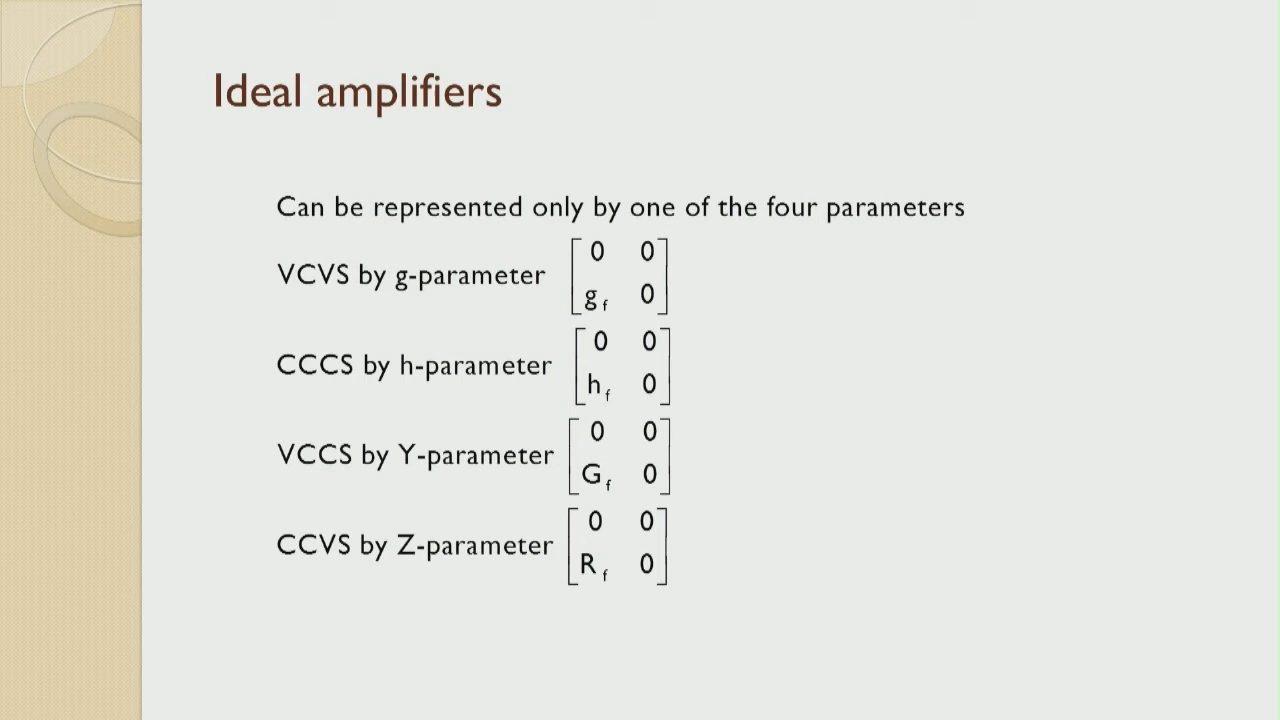 Ideal amplifiers
Can be represented only by one of the four parameters
VCVS by g-parameter [0 0
g_f 0]
CCCS by h-parameter [0 0
h_f 0]
VCCS by Y-parameter [0 0
G_f 0]
CCVS by Z-parameter [0 0
R_f 0]